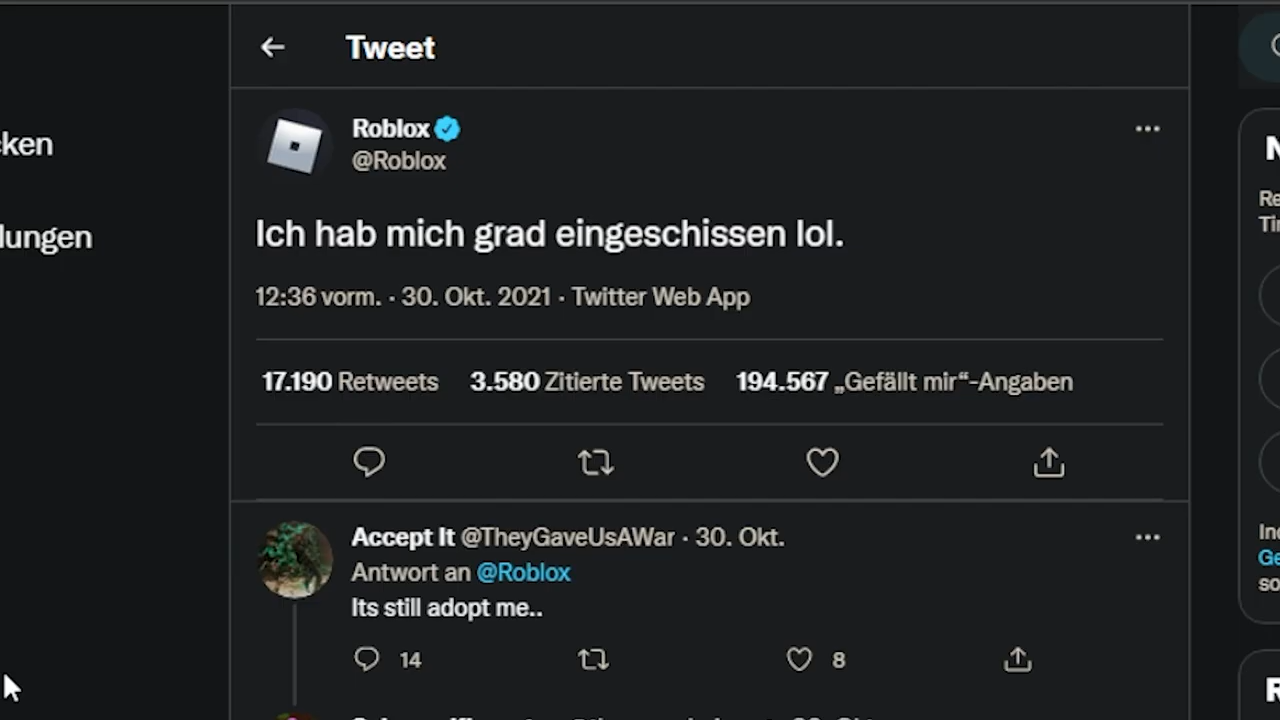 Tweet
cken
Roblox
@Roblox
lungen
Ich hab mich grad eingeschissen lol.
12:36 vorm. · 30. Okt. 2021 · Twitter Web App
17.190 Retweets 3.580 Zitierte Tweets 194.567 „Gefällt mir“-Angaben
Accept It @TheyGaveUsAWar · 30. Okt.
Antwort an @Roblox
Its still adopt me..
14 8